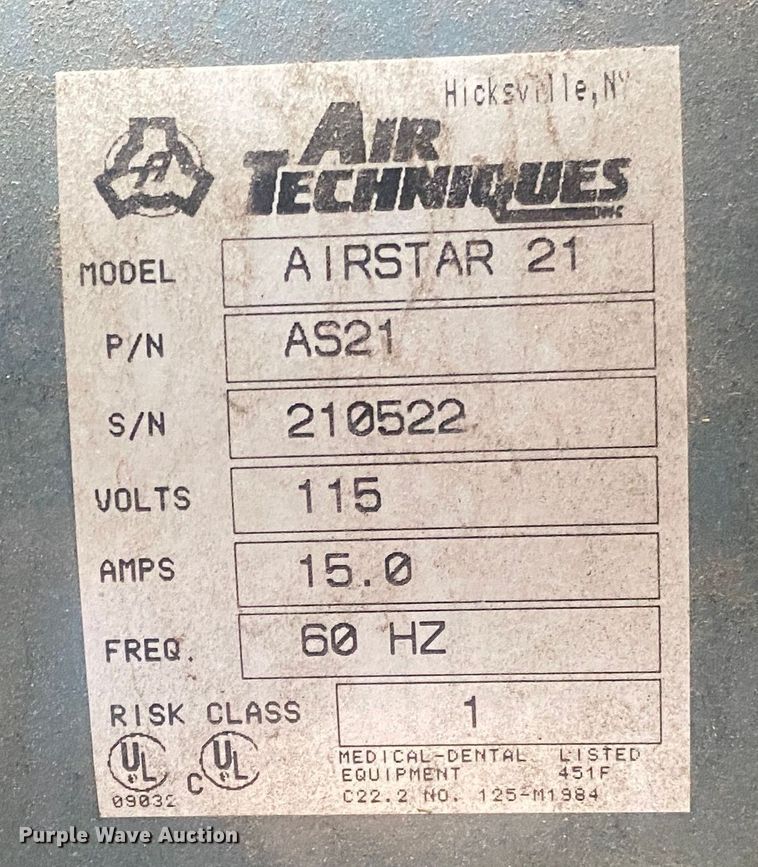 Hicksville, NY
AIR
TECHNIQUES
INC
MODEL AIRSTAR 21
P/N AS21
S/N 210522
VOLTS 115
AMPS 15.0
FREQ. 60 HZ
RISK CLASS 1
UL C UL MEDICAL-DENTAL LISTED
EQUIPMENT 451F
09032 C22.2 NO. 125-M1984
Purple Wave Auction